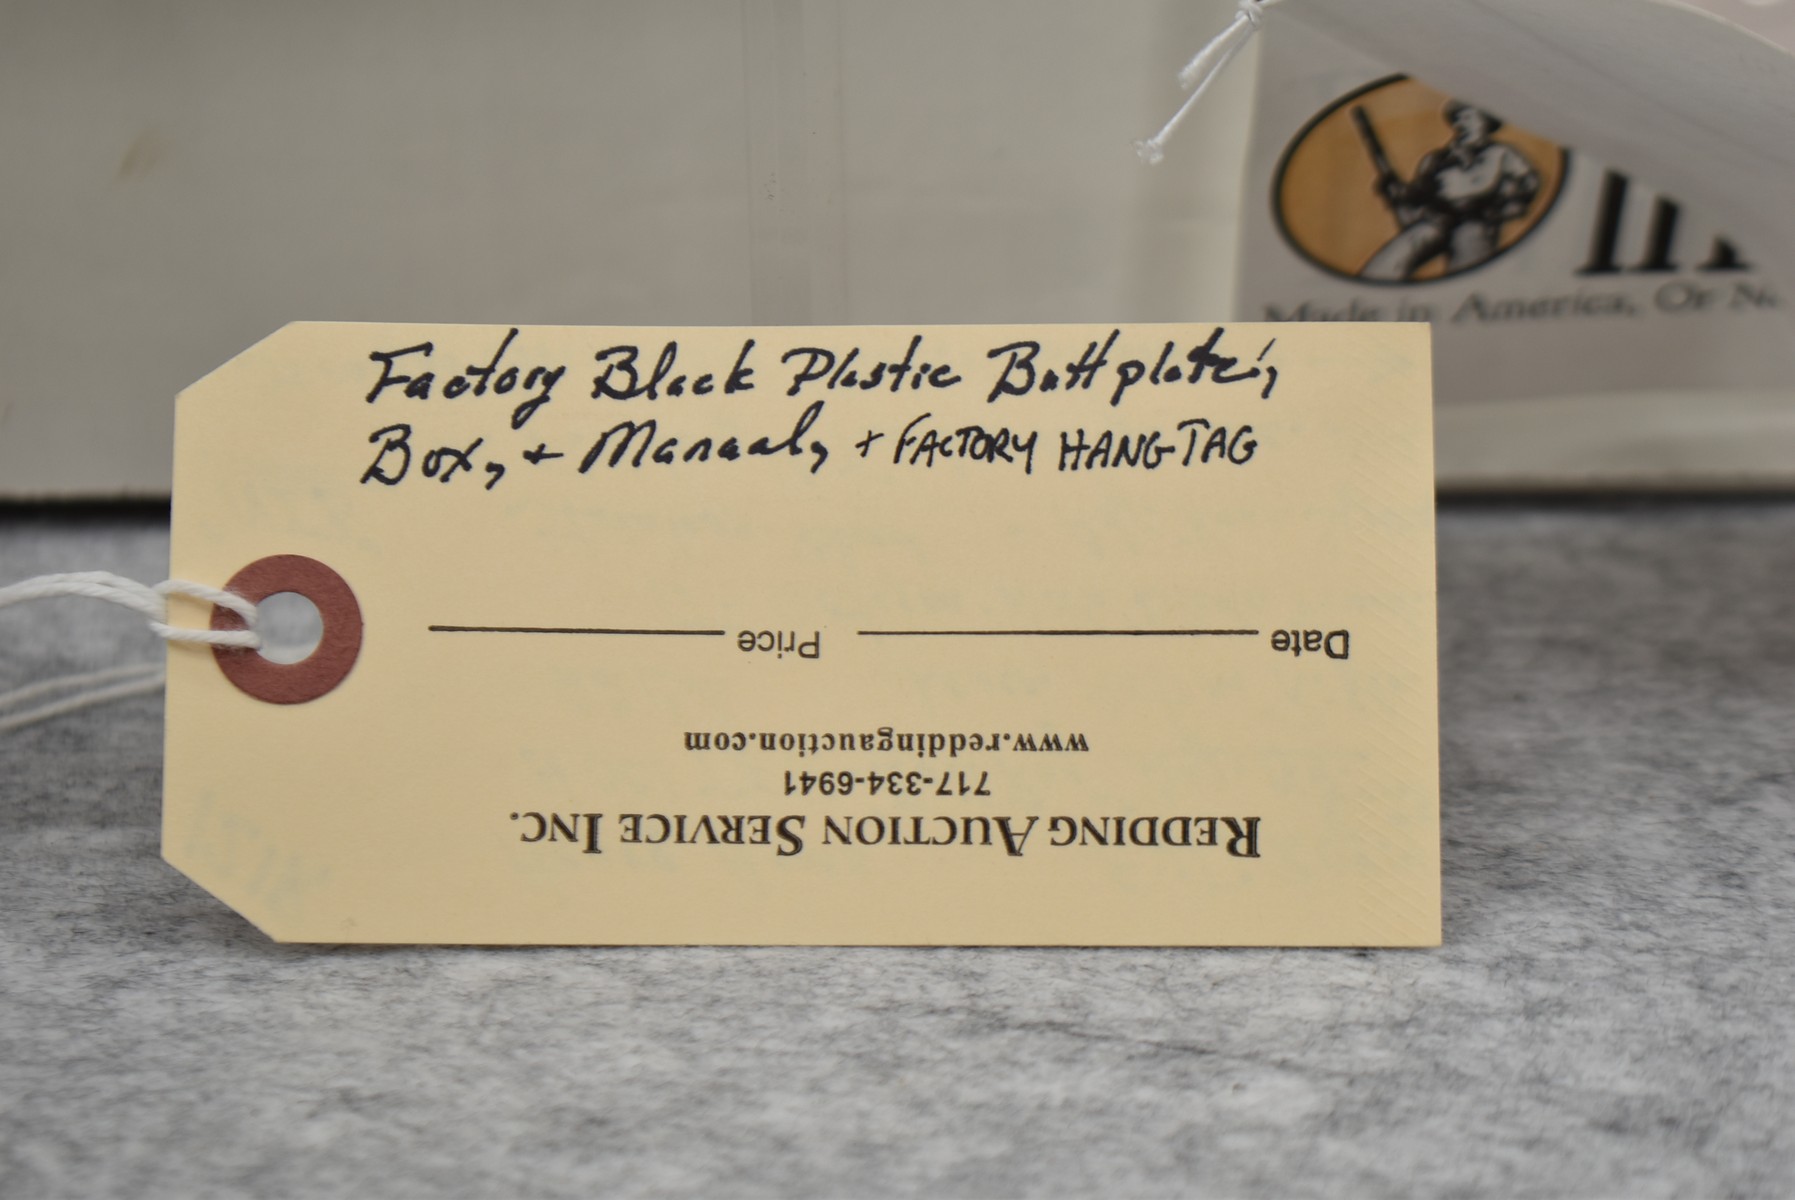 Factory Black Plastic Buttplate,
Box, + Manual, + FACTORY HANG TAG
Date Price
www.reddingauction.com
717-334-6941
REDDING AUCTION SERVICE INC.
Made in America, Or N